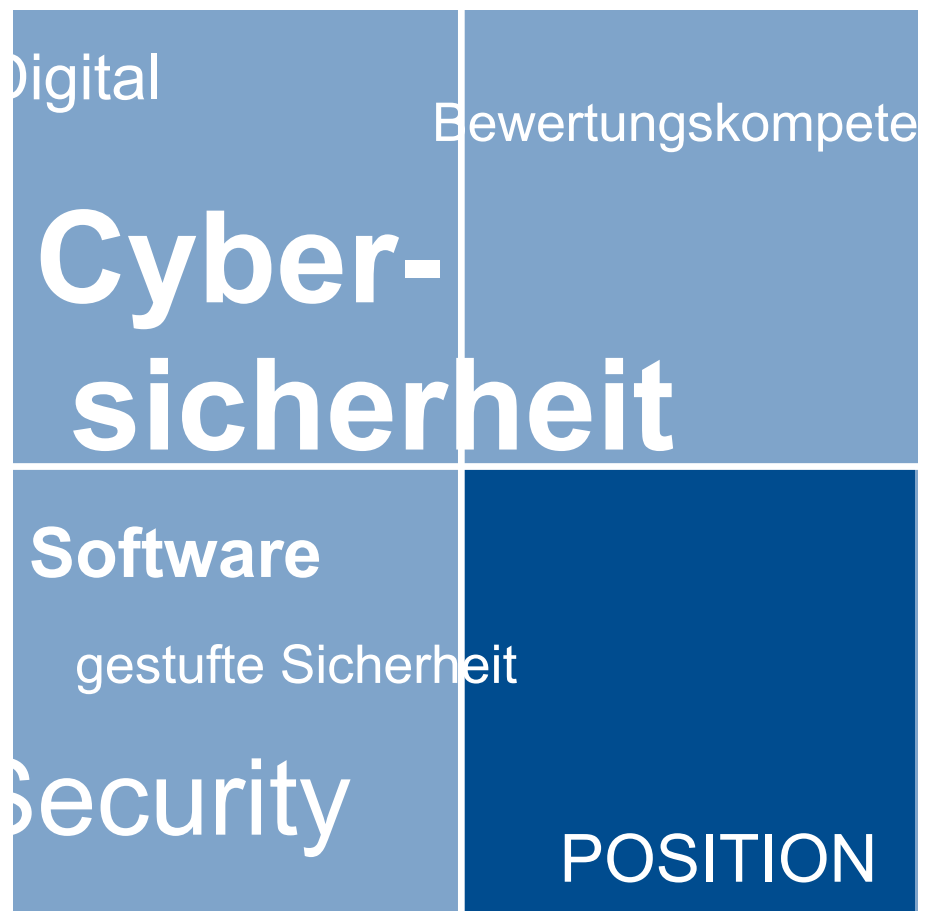 Digital
Bewertungskompete
Cyber-
sicherheit
Software
gestufte Sicherheit
Security
POSITION